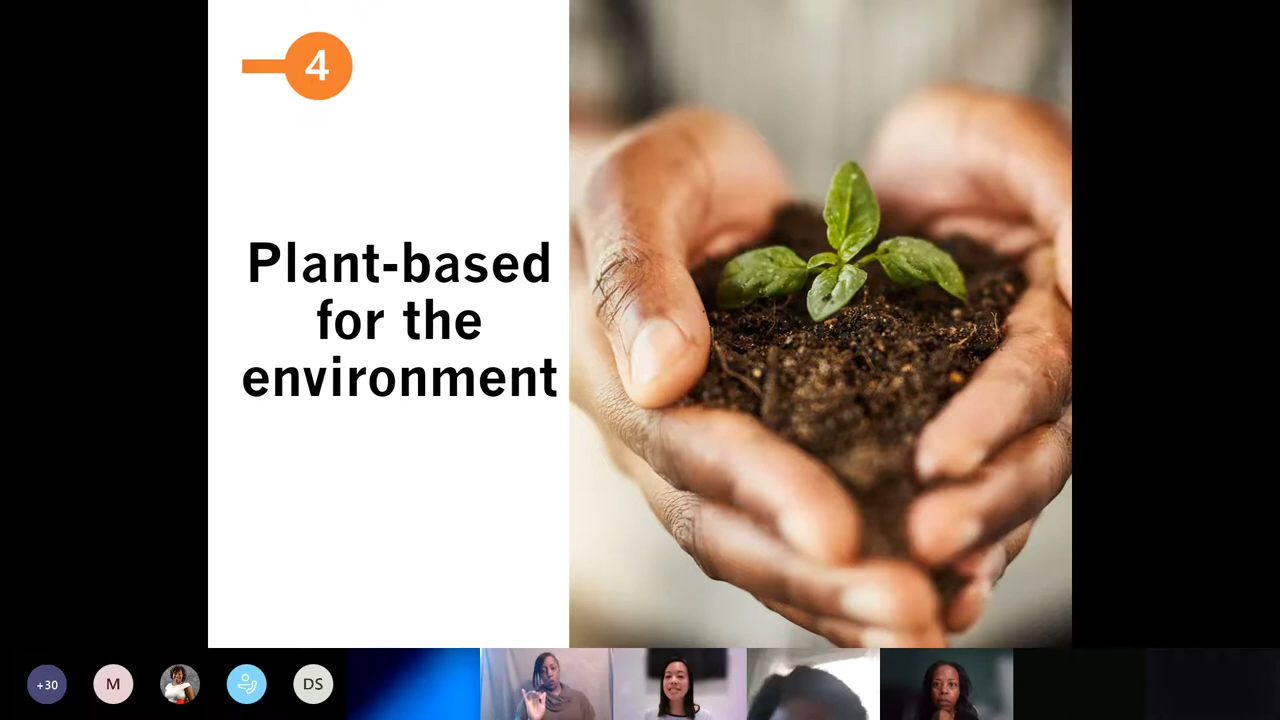 4
Plant-based
for the
environment
+30
M
DS